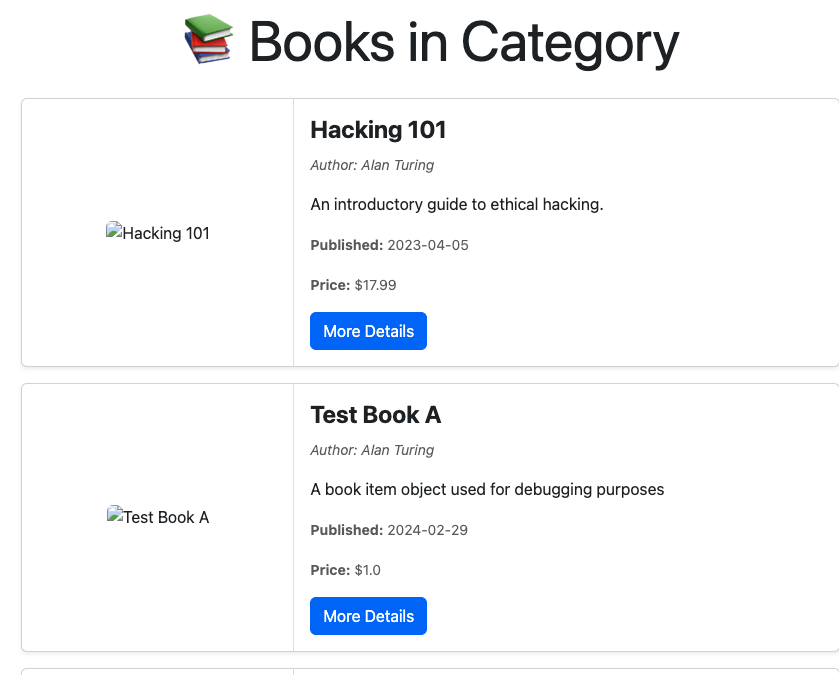 📚 Books in Category
Hacking 101
Author: Alan Turing
An introductory guide to ethical hacking.
Hacking 101
Published: 2023-04-05
Price: $17.99
More Details
Test Book A
Author: Alan Turing
A book item object used for debugging purposes
Test Book A
Published: 2024-02-29
Price: $1.0
More Details